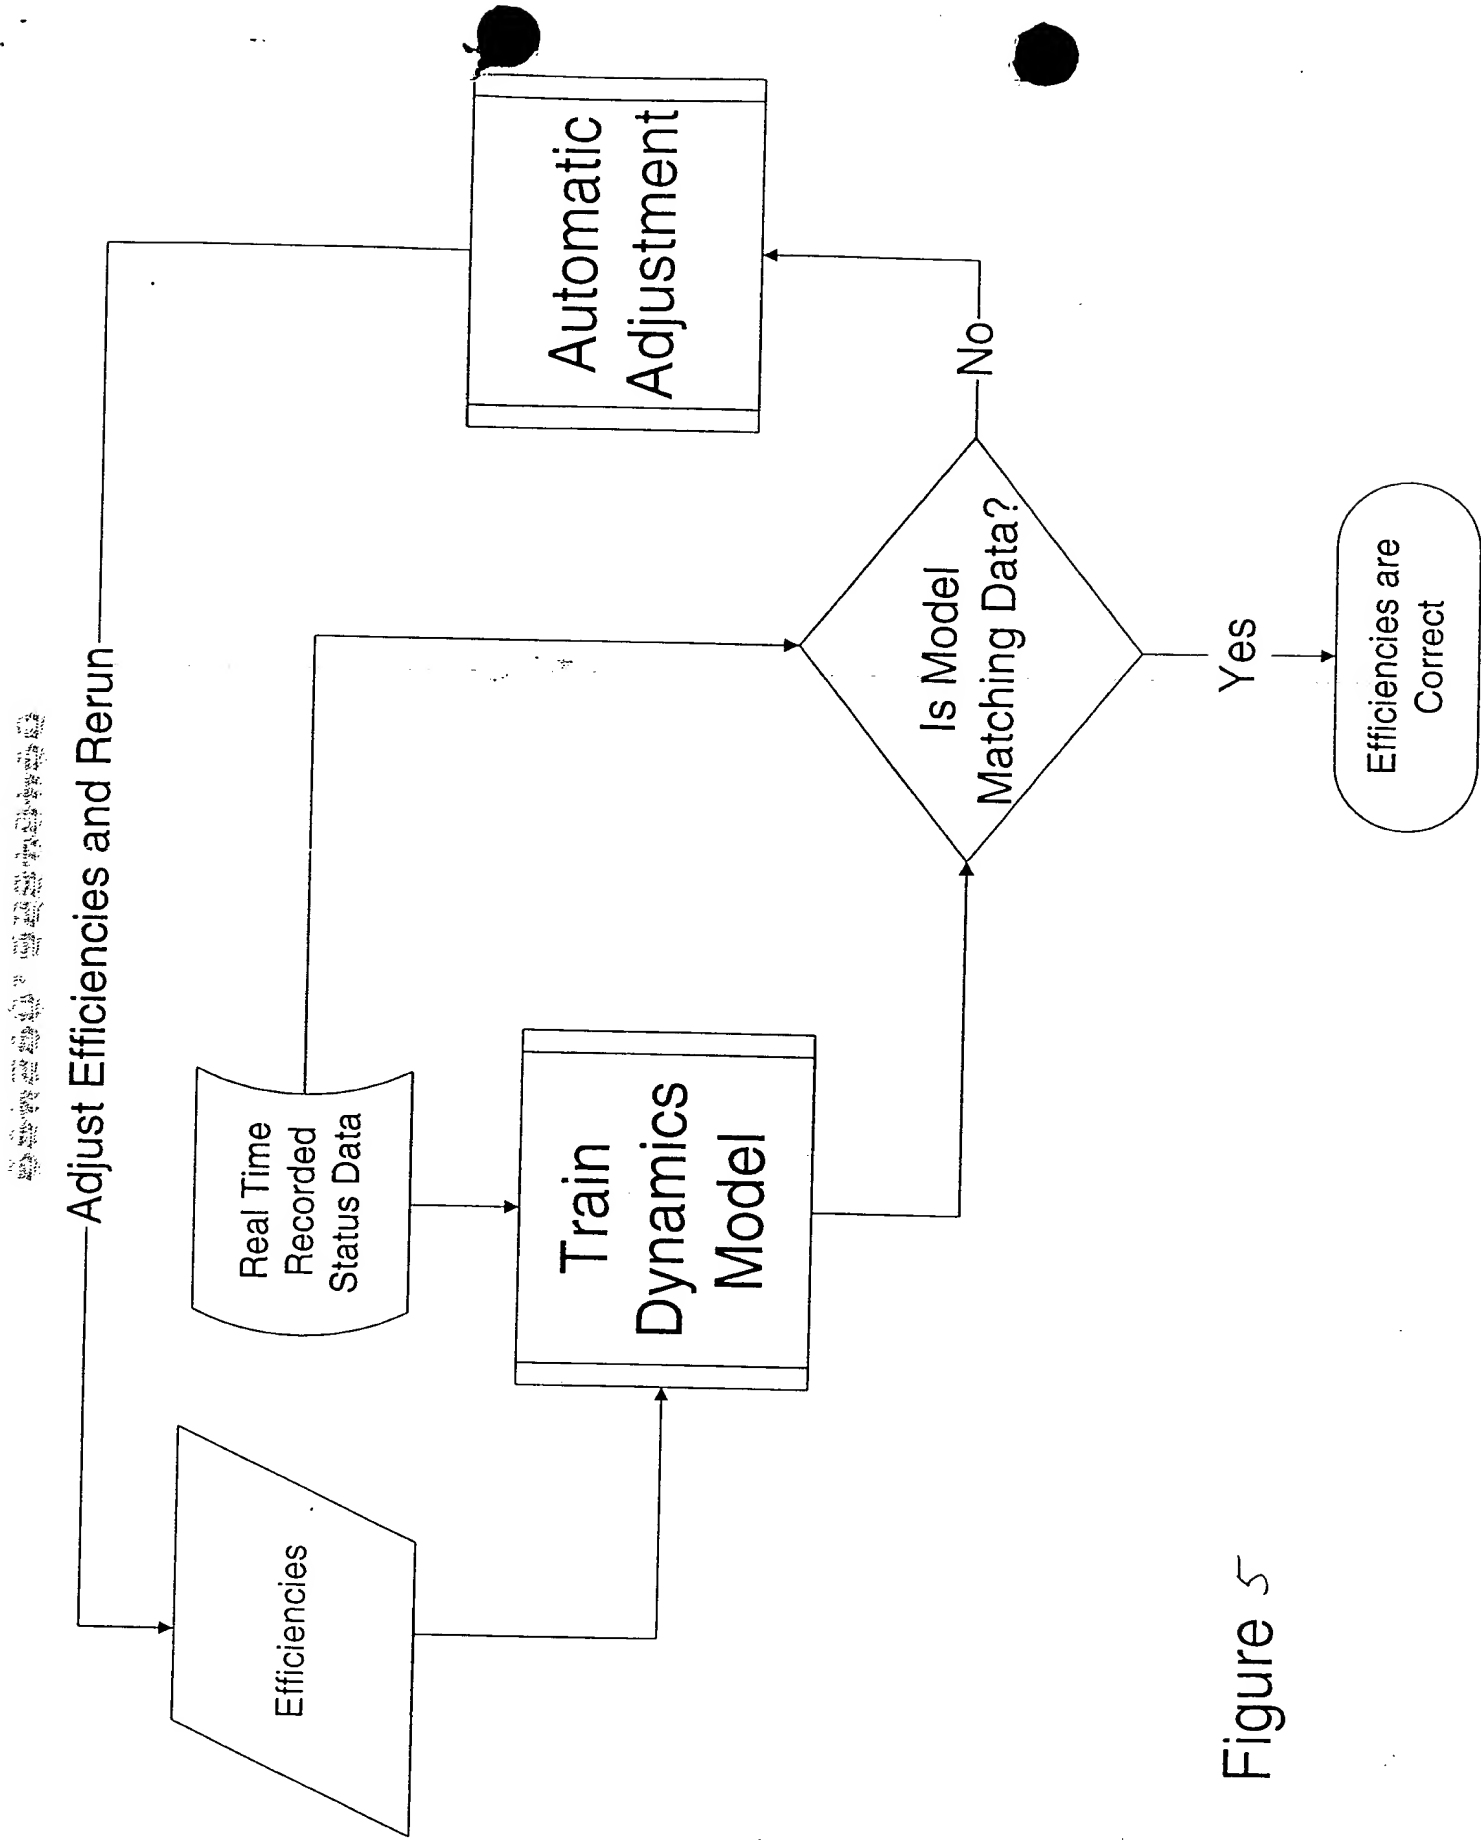 Adjust Efficiencies and Rerun
Efficiencies
Real Time
Recorded
Status Data
Train
Dynamics
Model
Automatic
Adjustment
Is Model
Matching Data?
No
Yes
Efficiencies are
Correct
Figure 5